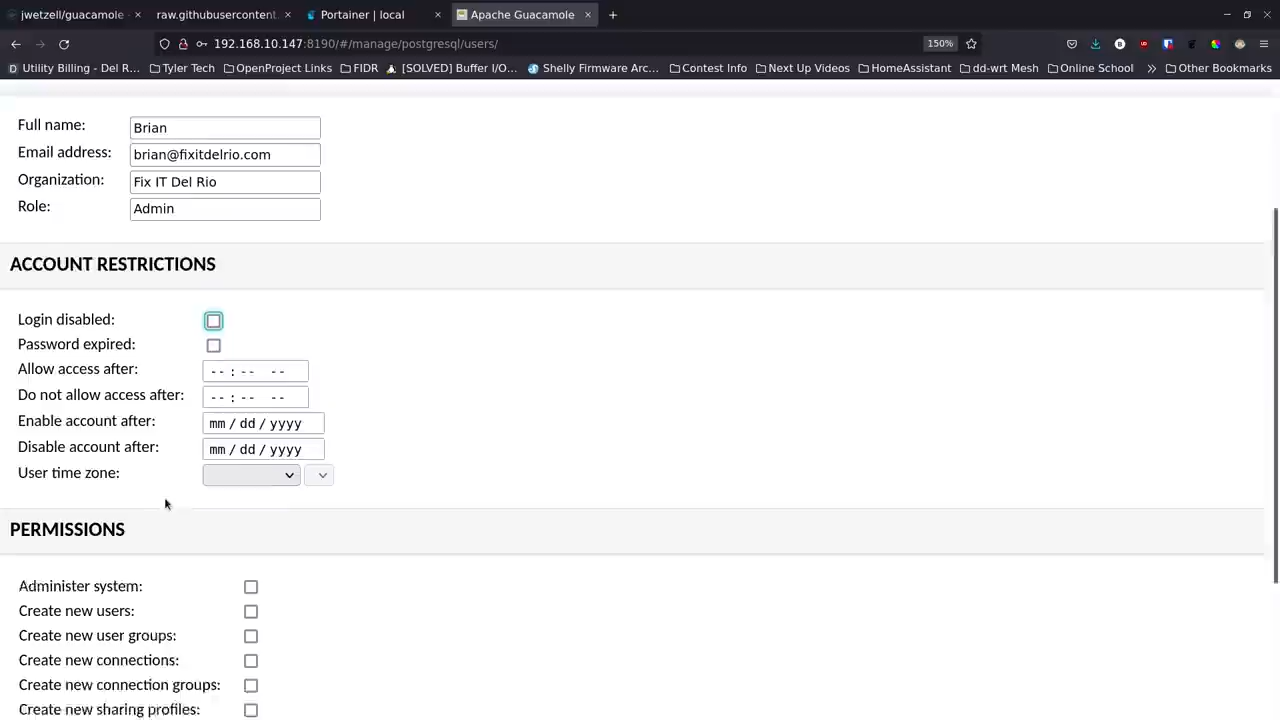 jwetzell/guacamole
raw.githubusercontent.
Portainer | local
Apache Guacamole
192.168.10.147:8190/#/manage/postgresql/users/
150%
Utility Billing - Del R...
Tyler Tech
OpenProject Links
FIDR
[SOLVED] Buffer I/O...
Shelly Firmware Arc...
Contest Info
Next Up Videos
HomeAssistant
dd-wrt Mesh
Online School
Other Bookmarks
Full name: Brian
Email address: brian@fixitdelrio.com
Organization: Fix IT Del Rio
Role: Admin
ACCOUNT RESTRICTIONS
Login disabled:
Password expired:
Allow access after: -- : -- --
Do not allow access after: -- : -- --
Enable account after: mm / dd / yyyy
Disable account after: mm / dd / yyyy
User time zone:
PERMISSIONS
Administer system:
Create new users:
Create new user groups:
Create new connections:
Create new connection groups:
Create new sharing profiles: